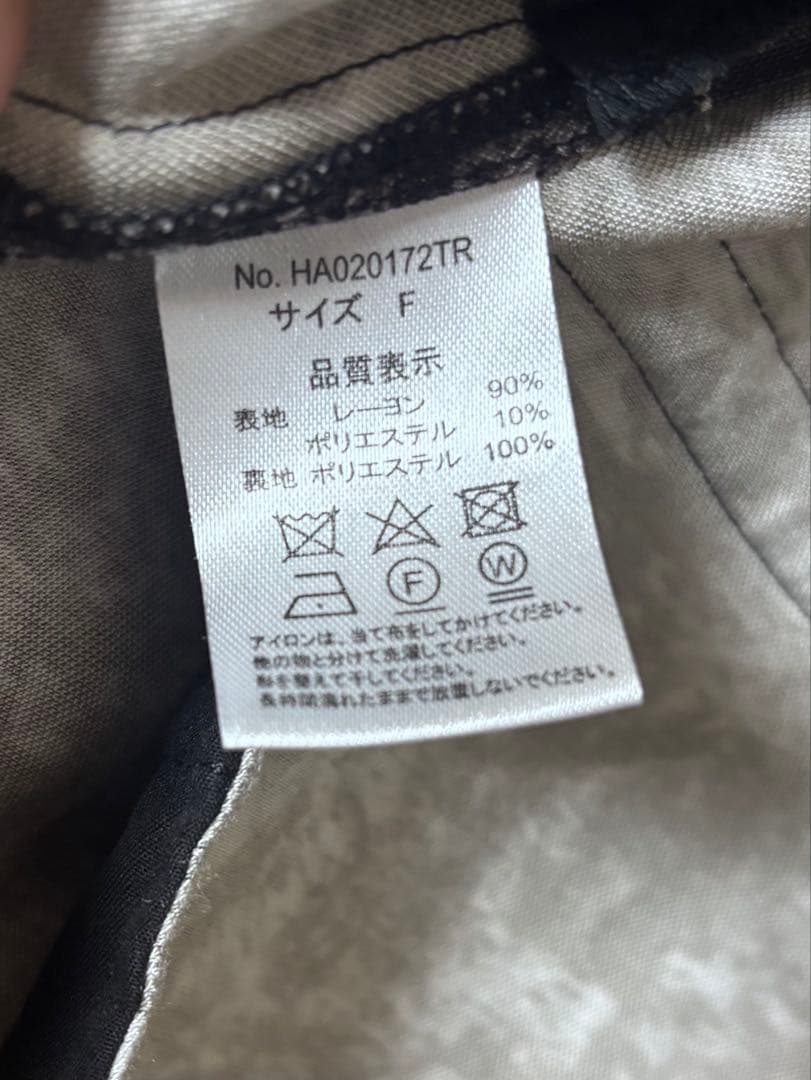 No. HA020172TR
サイズ F
品質表示
表地 レーヨン 90%
ポリエステル 10%
裏地 ポリエステル 100%
F W
アイロンは、当て布をしてかけてください。
他の物と分けて洗濯してください。
形を整えて干してください。
長時間濡れたままで放置しないでください。